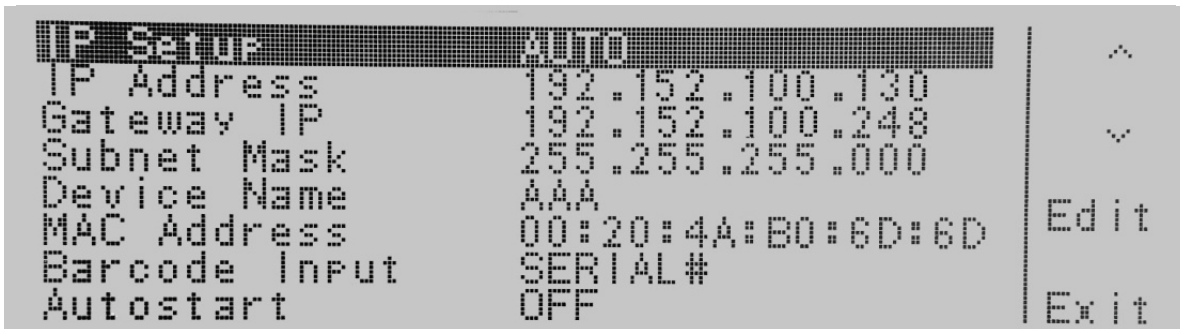 IP Setup AUTO
IP Address 192.152.100.130
Gateway IP 192.152.100.248
Subnet Mask 255.255.255.000
Device Name AAA
MAC Address 00:20:4A:B0:6D:6D
Barcode Input SERIAL#
Autostart OFF
Edit
Exit